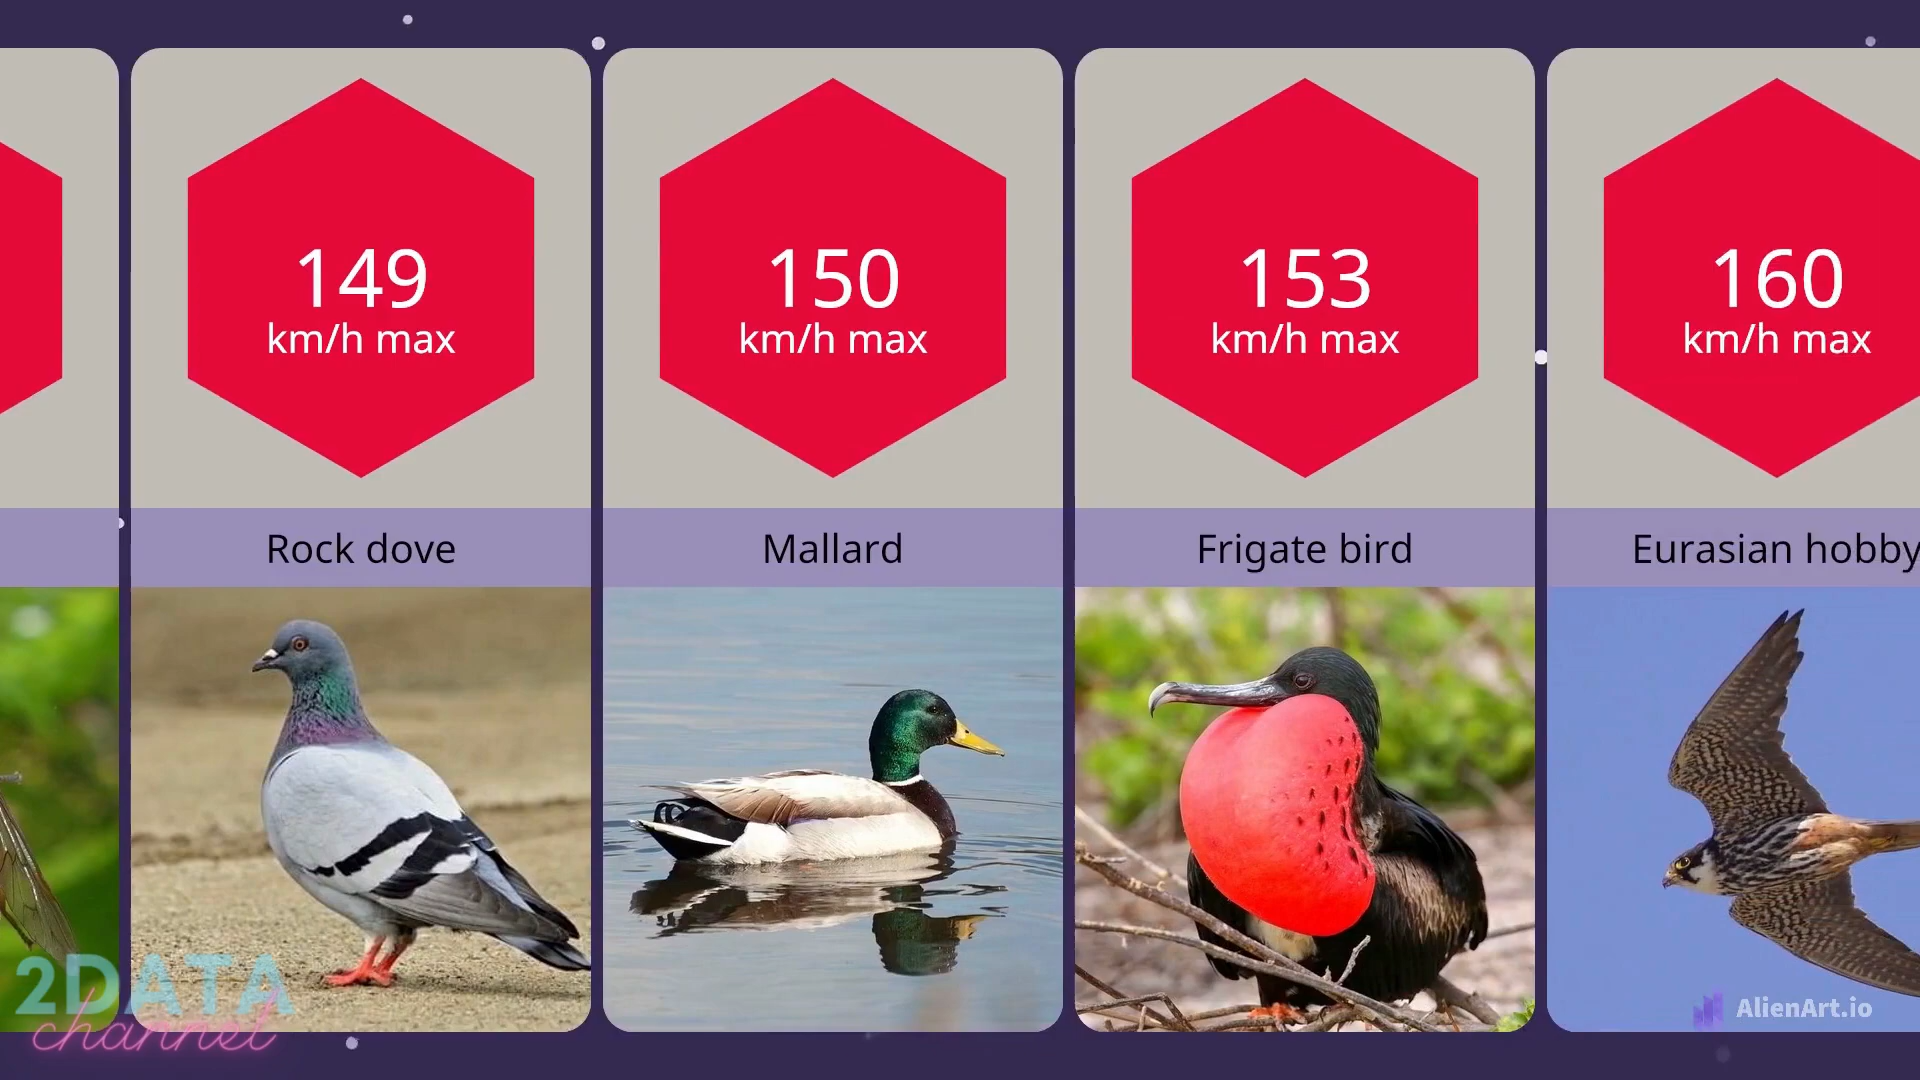 149
km/h max
Rock dove
150
km/h max
Mallard
153
km/h max
Frigate bird
160
km/h max
Eurasian hobby
2DATA
channel
AlienArt.io